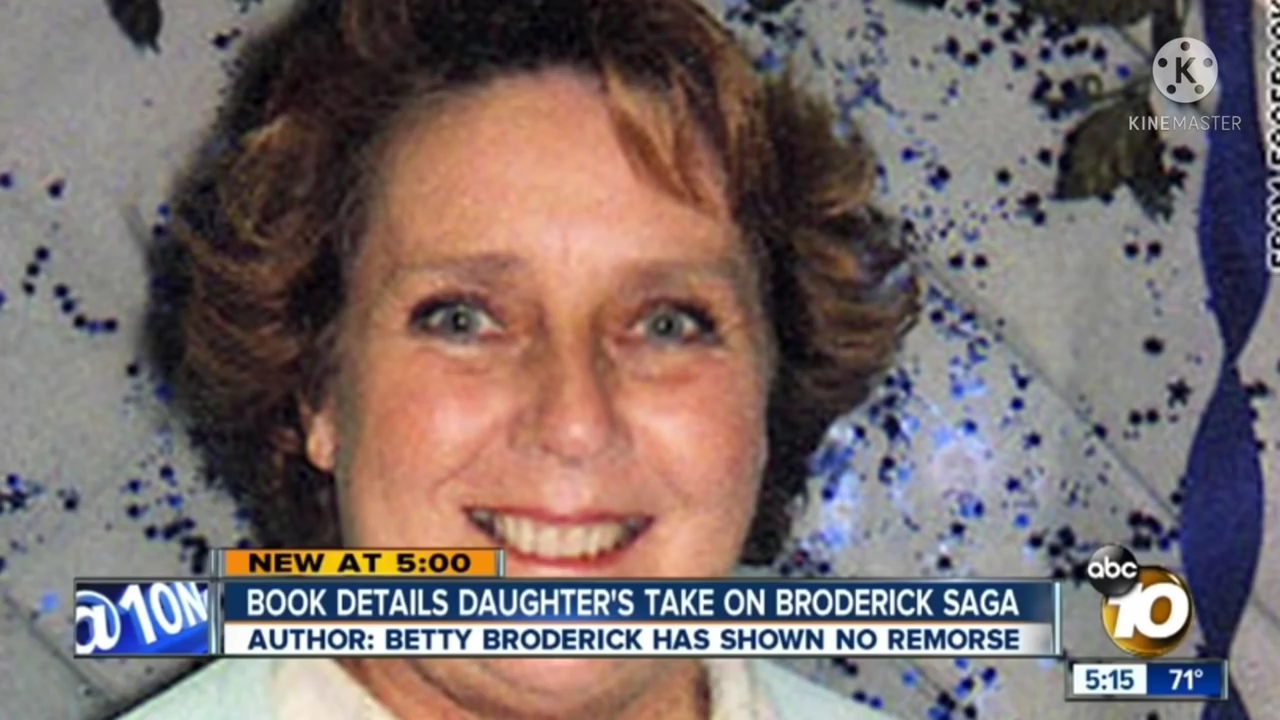 K
KINEMASTER
NEW AT 5:00
@10N
BOOK DETAILS DAUGHTER'S TAKE ON BRODERICK SAGA
AUTHOR: BETTY BRODERICK HAS SHOWN NO REMORSE
abc
10
5:15 71°